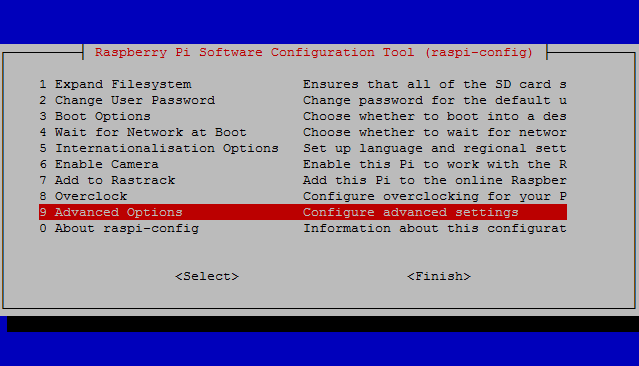 Raspberry Pi Software Configuration Tool (raspi-config)
1 Expand Filesystem Ensures that all of the SD card s
2 Change User Password Change password for the default u
3 Boot Options Choose whether to boot into a des
4 Wait for Network at Boot Choose whether to wait for networ
5 Internationalisation Options Set up language and regional sett
6 Enable Camera Enable this Pi to work with the R
7 Add to Rastrack Add this Pi to the online Raspber
8 Overclock Configure overclocking for your P
9 Advanced Options Configure advanced settings
0 About raspi-config Information about this configurat
<Select> <Finish>